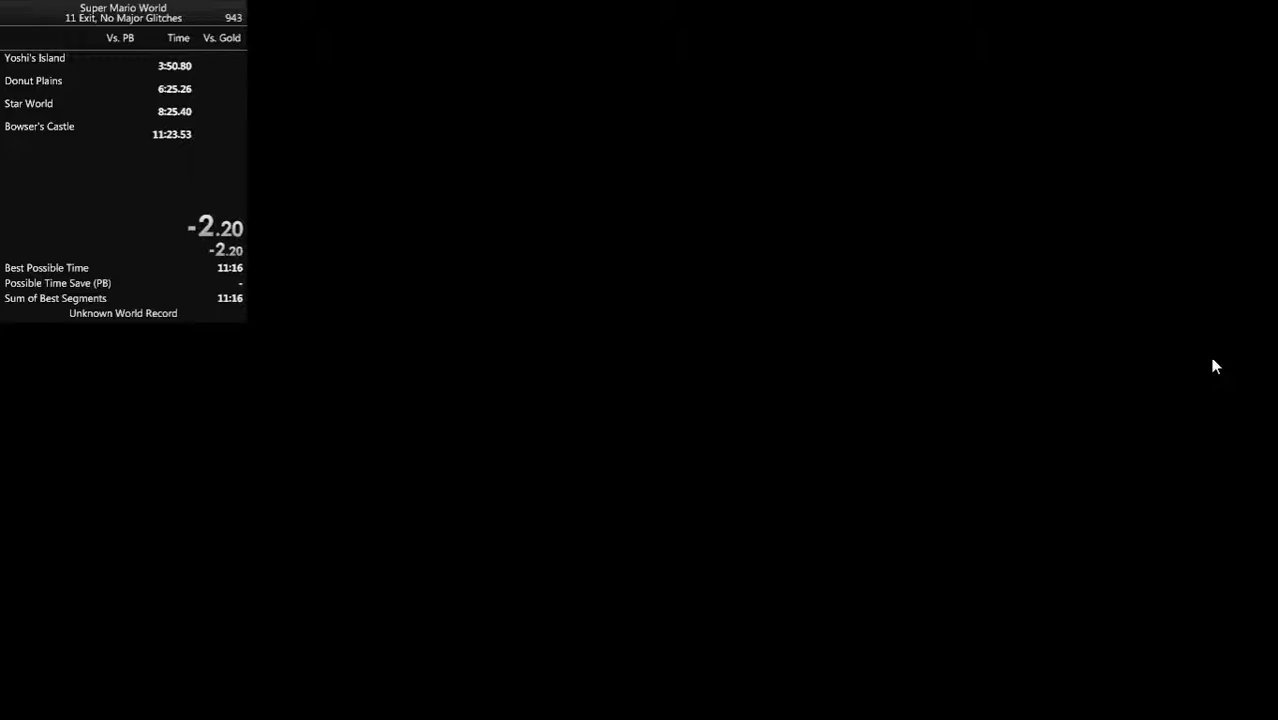 Super Mario World
11 Exit, No Major Glitches 943
Vs. PB Time Vs. Gold
Yoshi's Island 3:50.80
Donut Plains 6:25.26
Star World 8:25.40
Bowser's Castle 11:23.53
-2.20
-2.20
Best Possible Time 11:16
Possible Time Save (PB) -
Sum of Best Segments 11:16
Unknown World Record